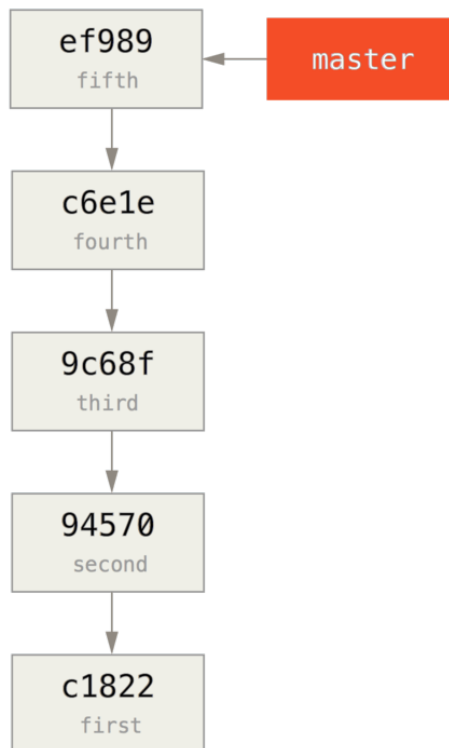 ef989
fifth
master
c6e1e
fourth
9c68f
third
94570
second
c1822
first